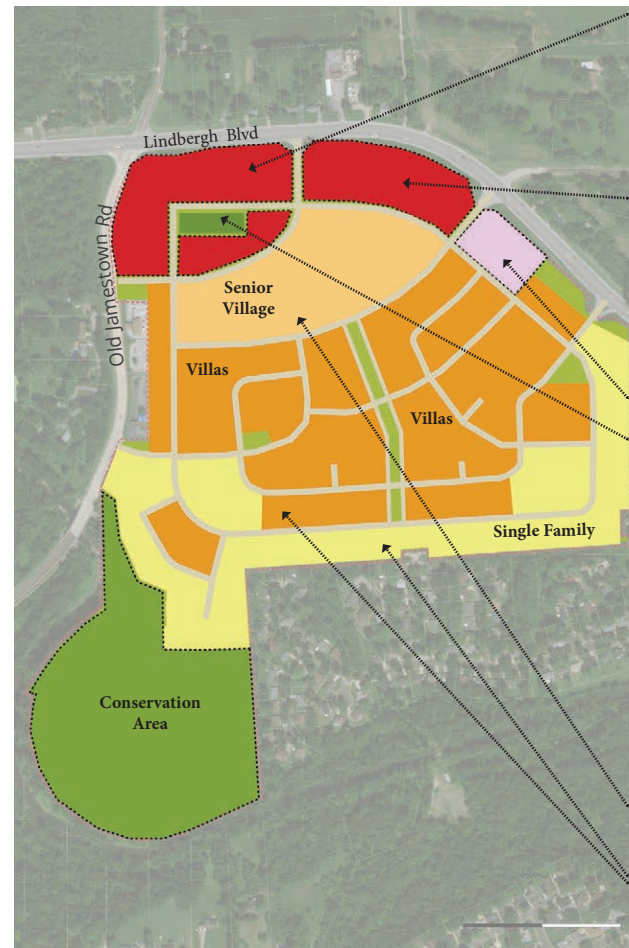 Lindbergh Blvd
Old Jamestown Rd
Senior
Village
Villas
Villas
Single Family
Conservation
Area